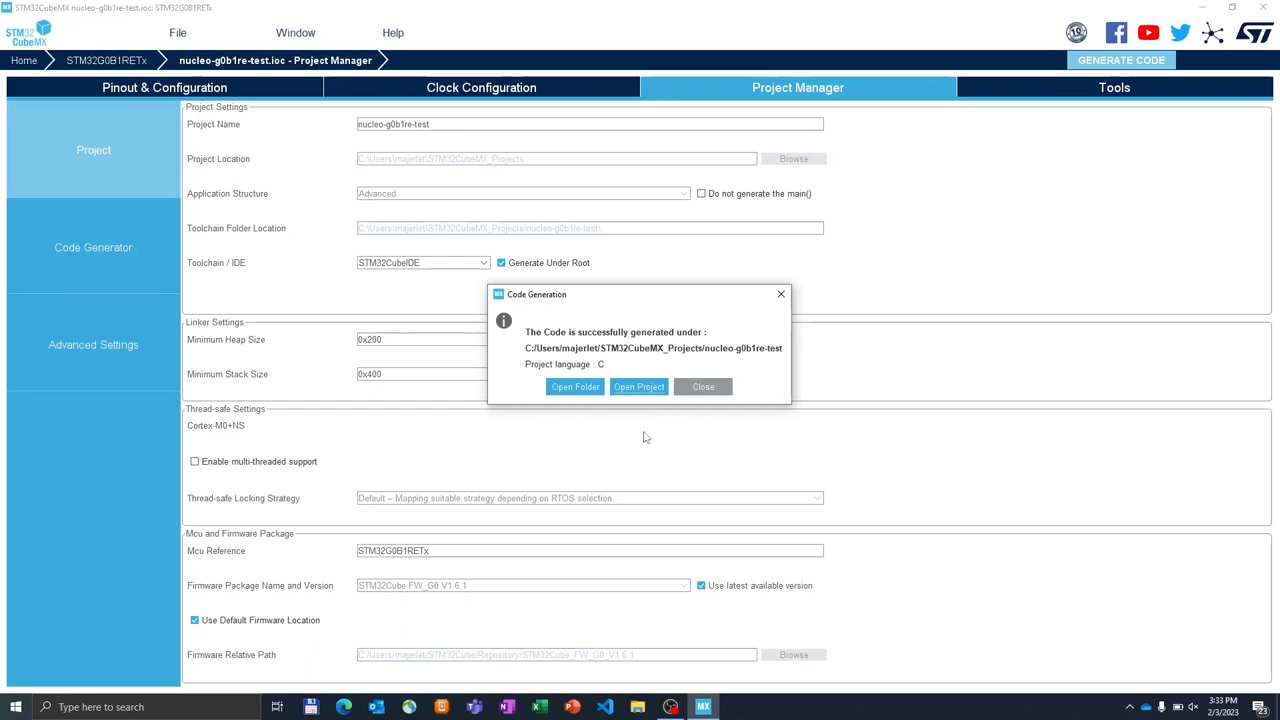 MX STM32CubeMX nucleo-g0b1re-test.ioc: STM32G0B1RETx
STM32
CubeMX
File
Window
Help
10
ST
Home
STM32G0B1RETx
nucleo-g0b1re-test.ioc - Project Manager
GENERATE CODE
Pinout & Configuration
Clock Configuration
Project Manager
Tools
Project
Code Generator
Advanced Settings
Project Settings
Project Name
nucleo-g0b1re-test
Project Location
C:\Users\majerlet\STM32CubeMX_Projects
Browse
Application Structure
Advanced
Do not generate the main()
Toolchain Folder Location
C:\Users\majerlet\STM32CubeMX_Projects\nucleo-g0b1re-test\
Toolchain / IDE
STM32CubeIDE
Generate Under Root
MX Code Generation
The Code is successfully generated under :
C:/Users/majerlet/STM32CubeMX_Projects/nucleo-g0b1re-test
Project language : C
Open Folder
Open Project
Close
Linker Settings
Minimum Heap Size
0x200
Minimum Stack Size
0x400
Thread-safe Settings
Cortex-M0+NS
Enable multi-threaded support
Thread-safe Locking Strategy
Default – Mapping suitable strategy depending on RTOS selection.
Mcu and Firmware Package
Mcu Reference
STM32G0B1RETx
Firmware Package Name and Version
STM32Cube FW_G0 V1.6.1
Use latest available version
Use Default Firmware Location
Firmware Relative Path
C:/Users/majerlet/STM32Cube/Repository/STM32Cube_FW_G0_V1.6.1
Browse
Type here to search
MX
3:33 PM
2/3/2023
23